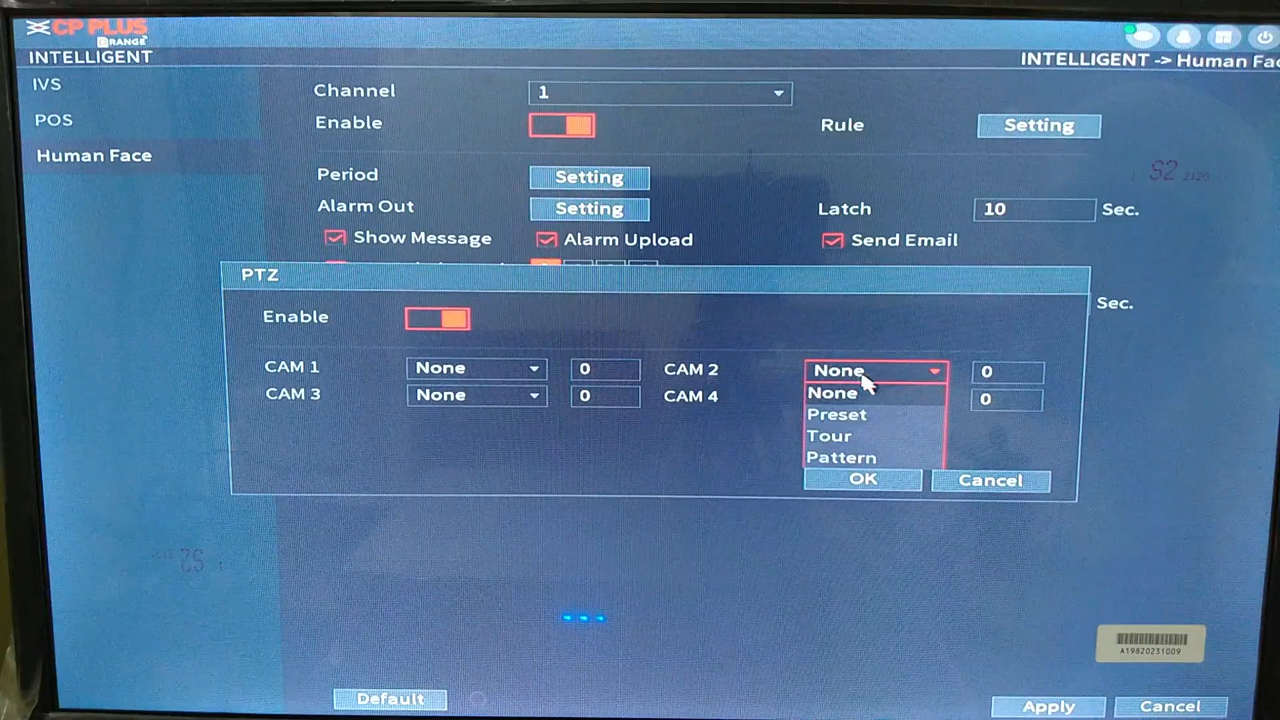 CP PLUS
ORANGE
INTELLIGENT
INTELLIGENT -> Human Fac
IVS
POS
Human Face
Channel 1
Enable Rule Setting
Period Setting
Alarm Out Setting Latch 10 Sec.
Show Message Alarm Upload Send Email
PTZ
Sec.
Enable
CAM 1 None 0 CAM 2 None 0
CAM 3 None 0 CAM 4 0
None
Preset
Tour
Pattern
OK Cancel
A19820231009
Default Apply Cancel